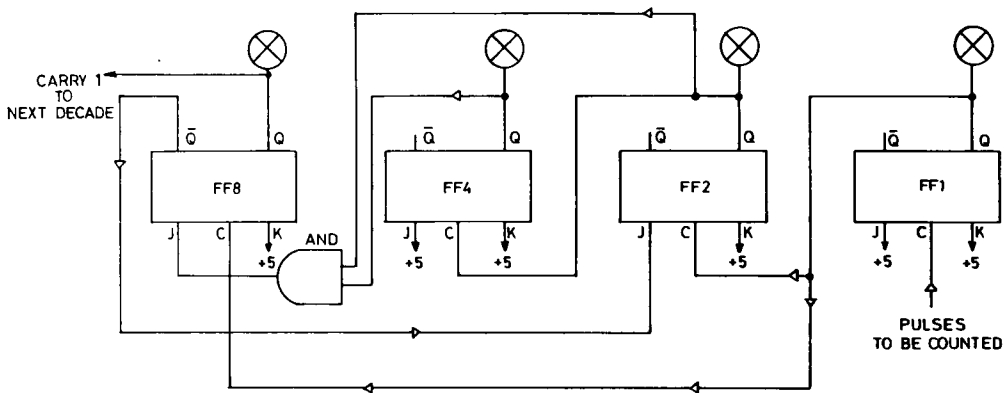 CARRY 1
TO
NEXT DECADE
Q̅ Q
Q̅ Q
Q̅ Q
Q̅ Q
FF8
FF4
FF2
FF1
J C K
+5
AND
J C K
+5 +5
J C K
+5
J C K
+5 +5
PULSES
TO BE COUNTED